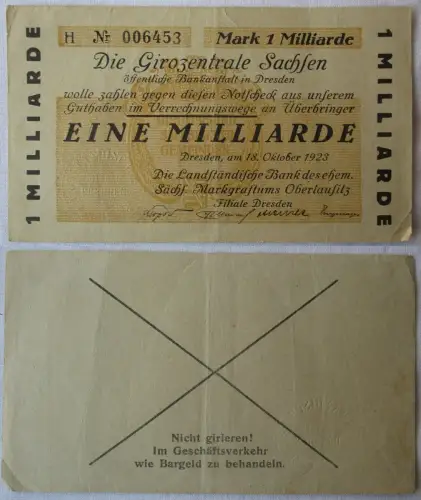 H № 006453 Mark 1 Milliarde
Die Girozentrale Sachsen
öffentliche Bankanstalt in Dresden
wolle zahlen gegen diesen Notscheck aus unserem
Guthaben im Verrechnungswege an Überbringer
EINE MILLIARDE
Dresden, am 18. Oktober 1923
Die Landständische Bank des ehem.
Sächs. Markgraftums Oberlausitz
Filiale Dresden
1 MILLIARDE
1 MILLIARDE
Nicht girieren!
Im Geschäftsverkehr
wie Bargeld zu behandeln.